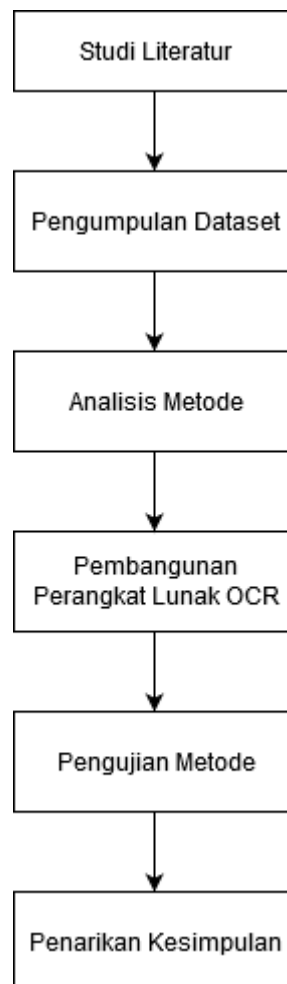 Studi Literatur
Pengumpulan Dataset
Analisis Metode
Pembangunan
Perangkat Lunak OCR
Pengujian Metode
Penarikan Kesimpulan